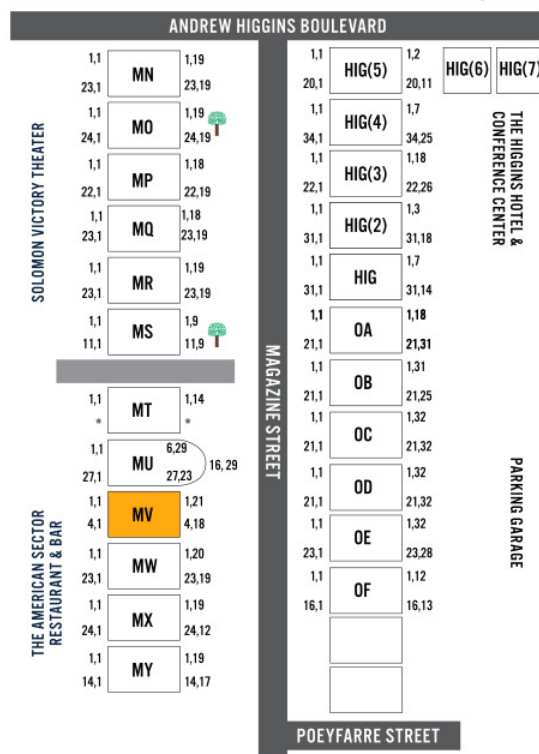 ANDREW HIGGINS BOULEVARD
SOLOMON VICTORY THEATER
1,1 MN 1,19
23,1 23,19
1,1 MO 1,19
24,1 24,19
1,1 MP 1,18
22,1 22,19
1,1 MQ 1,18
23,1 23,19
1,1 MR 1,19
23,1 23,19
1,1 MS 1,9
11,1 11,9
THE AMERICAN SECTOR
RESTAURANT & BAR
1,1 MT 1,14
* *
1,1 MU 6,29
27,1 27,23 16, 29
1,1 MV 1,21
4,1 4,18
1,1 MW 1,20
23,1 23,19
1,1 MX 1,19
24,1 24,12
1,1 MY 1,19
14,1 14,17
MAGAZINE STREET
1,1 HIG(5) 1,2 HIG(6) HIG(7)
20,1 20,11
1,1 HIG(4) 1,7
34,1 34,25
1,1 HIG(3) 1,18
22,1 22,26
1,1 HIG(2) 1,3
31,1 31,18
1,1 HIG 1,7
31,1 31,14
1,1 OA 1,18
21,1 21,31
1,1 OB 1,31
21,1 21,25
1,1 OC 1,32
21,1 21,32
1,1 OD 1,32
21,1 21,32
1,1 OE 1,32
23,1 23,28
1,1 OF 1,12
16,1 16,13
THE HIGGINS HOTEL &
CONFERENCE CENTER
PARKING GARAGE
POEYFARRE STREET